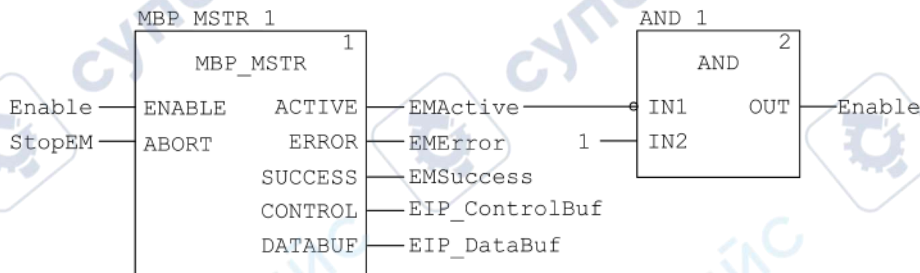 MBP_MSTR_1 AND_1
1 2
MBP_MSTR AND
Enable ENABLE ACTIVE EMActive IN1 OUT Enable
StopEM ABORT ERROR EMError 1 IN2
SUCCESS EMSuccess
CONTROL EIP_ControlBuf
DATABUF EIP_DataBuf